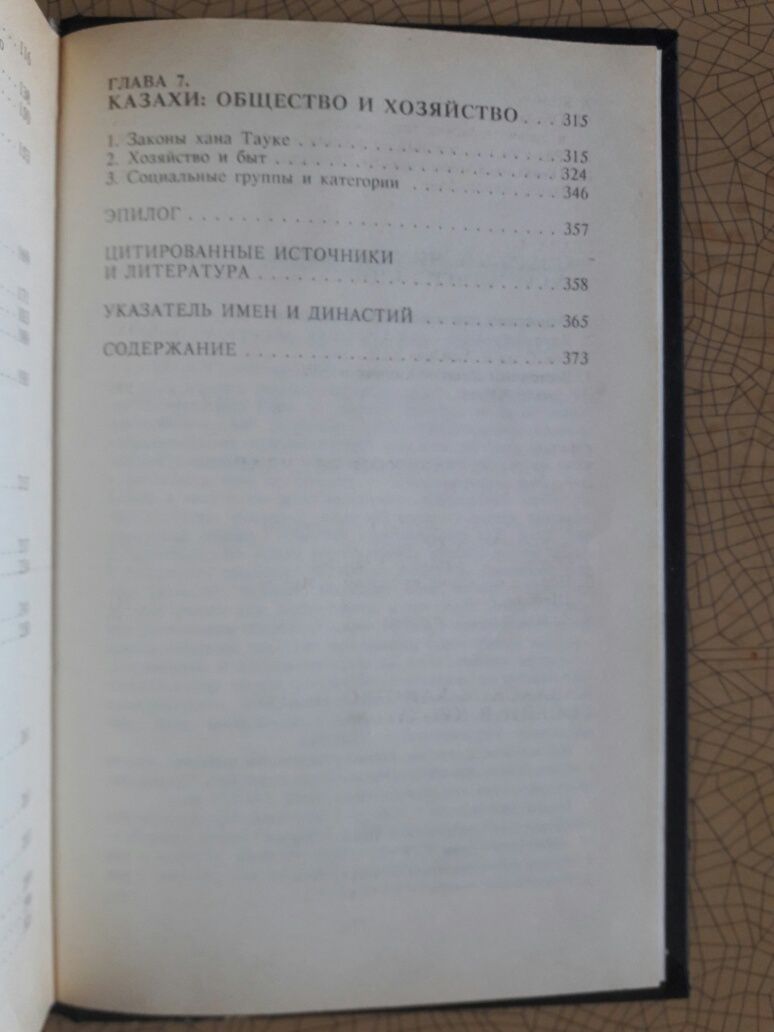 ГЛАВА 7.
КАЗАХИ: ОБЩЕСТВО И ХОЗЯЙСТВО . . . 315
1. Законы хана Тауке . . . . . . . . . . . . . . . . . . . . 315
2. Хозяйство и быт . . . . . . . . . . . . . . . . . . . . . 324
3. Социальные группы и категории . . . . . . . . . . . 346
ЭПИЛОГ . . . . . . . . . . . . . . . . . . . . . . . . . . . . 357
ЦИТИРОВАННЫЕ ИСТОЧНИКИ
И ЛИТЕРАТУРА . . . . . . . . . . . . . . . . . . . . . . . 358
УКАЗАТЕЛЬ ИМЕН И ДИНАСТИЙ . . . . . . . . . . 365
СОДЕРЖАНИЕ . . . . . . . . . . . . . . . . . . . . . . . . 373